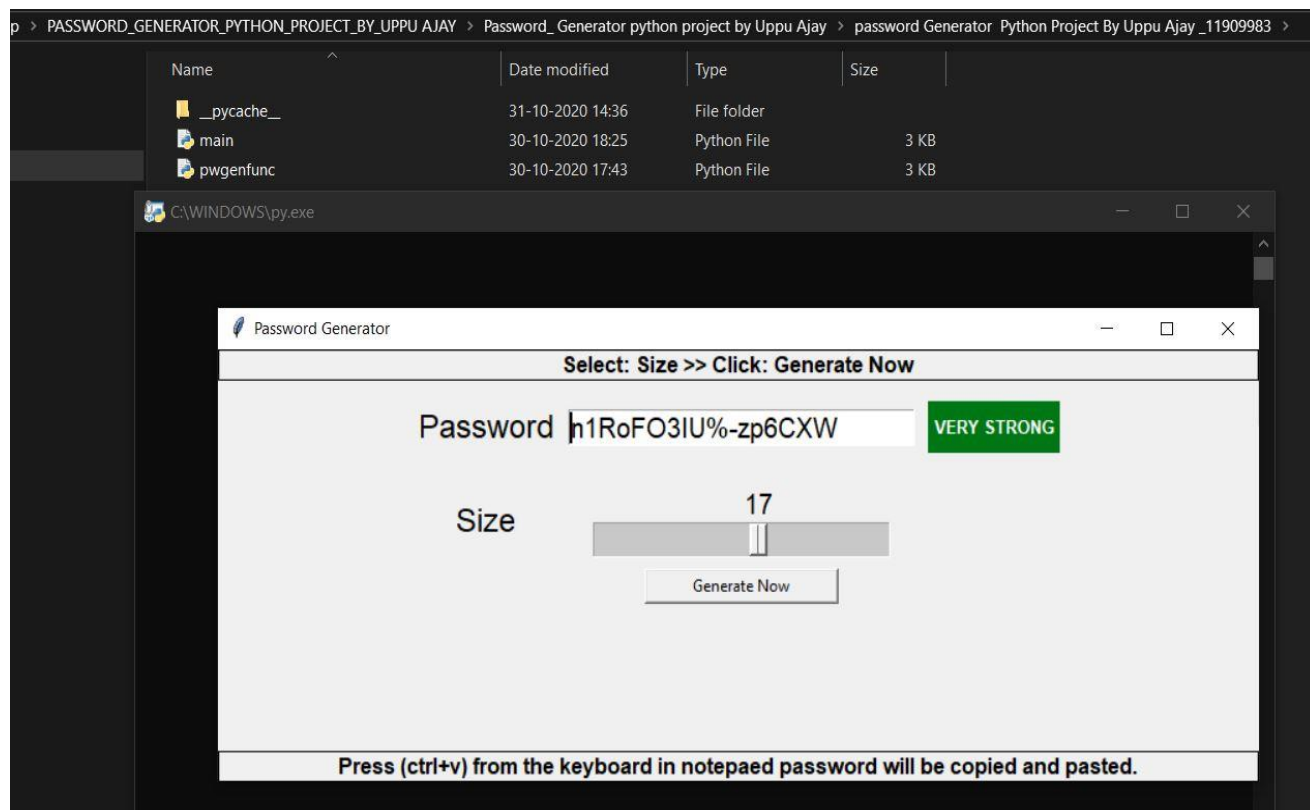 p > PASSWORD_GENERATOR_PYTHON_PROJECT_BY_UPPU AJAY > Password_ Generator python project by Uppu Ajay > password Generator Python Project By Uppu Ajay _11909983 >
Name Date modified Type Size
__pycache__ 31-10-2020 14:36 File folder
main 30-10-2020 18:25 Python File 3 KB
pwgenfunc 30-10-2020 17:43 Python File 3 KB
C:\WINDOWS\py.exe
Password Generator
Select: Size >> Click: Generate Now
Password n1RoFO3IU%-zp6CXW VERY STRONG
17
Size
Generate Now
Press (ctrl+v) from the keyboard in notepaed password will be copied and pasted.